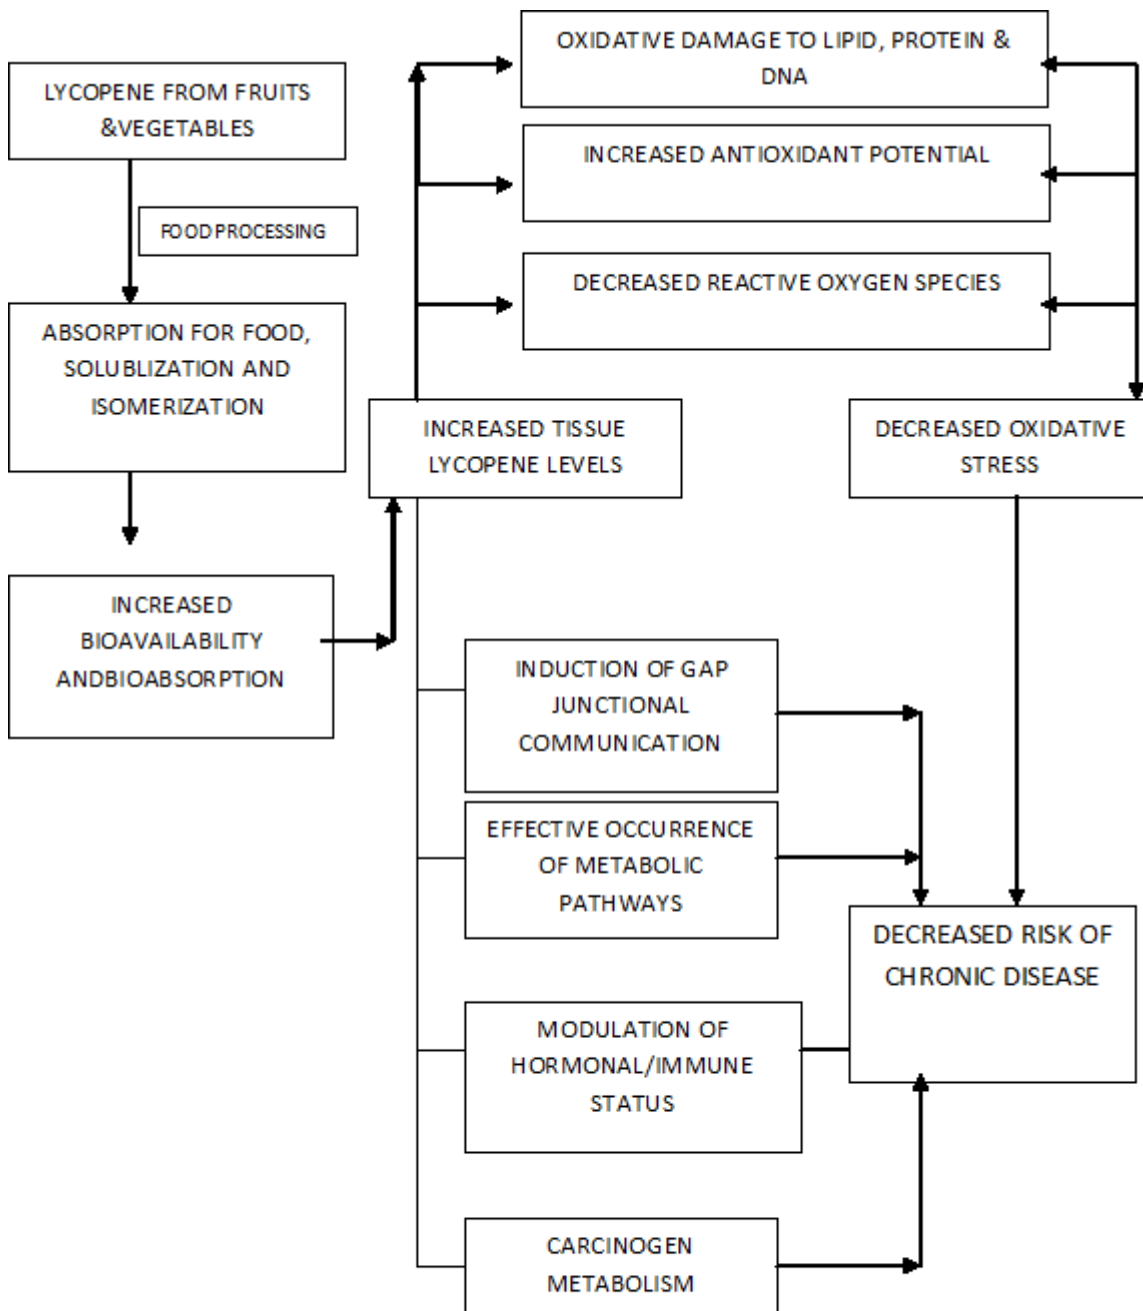 OXIDATIVE DAMAGE TO LIPID, PROTEIN &
DNA
LYCOPENE FROM FRUITS
&VEGETABLES
INCREASED ANTIOXIDANT POTENTIAL
FOOD PROCESSING
DECREASED REACTIVE OXYGEN SPECIES
ABSORPTION FOR FOOD,
SOLUBLIZATION AND
ISOMERIZATION
INCREASED TISSUE
LYCOPENE LEVELS
DECREASED OXIDATIVE
STRESS
INCREASED
BIOAVAILABILITY
ANDBIOABSORPTION
INDUCTION OF GAP
JUNCTIONAL
COMMUNICATION
EFFECTIVE OCCURRENCE
OF METABOLIC
PATHWAYS
DECREASED RISK OF
CHRONIC DISEASE
MODULATION OF
HORMONAL/IMMUNE
STATUS
CARCINOGEN
METABOLISM